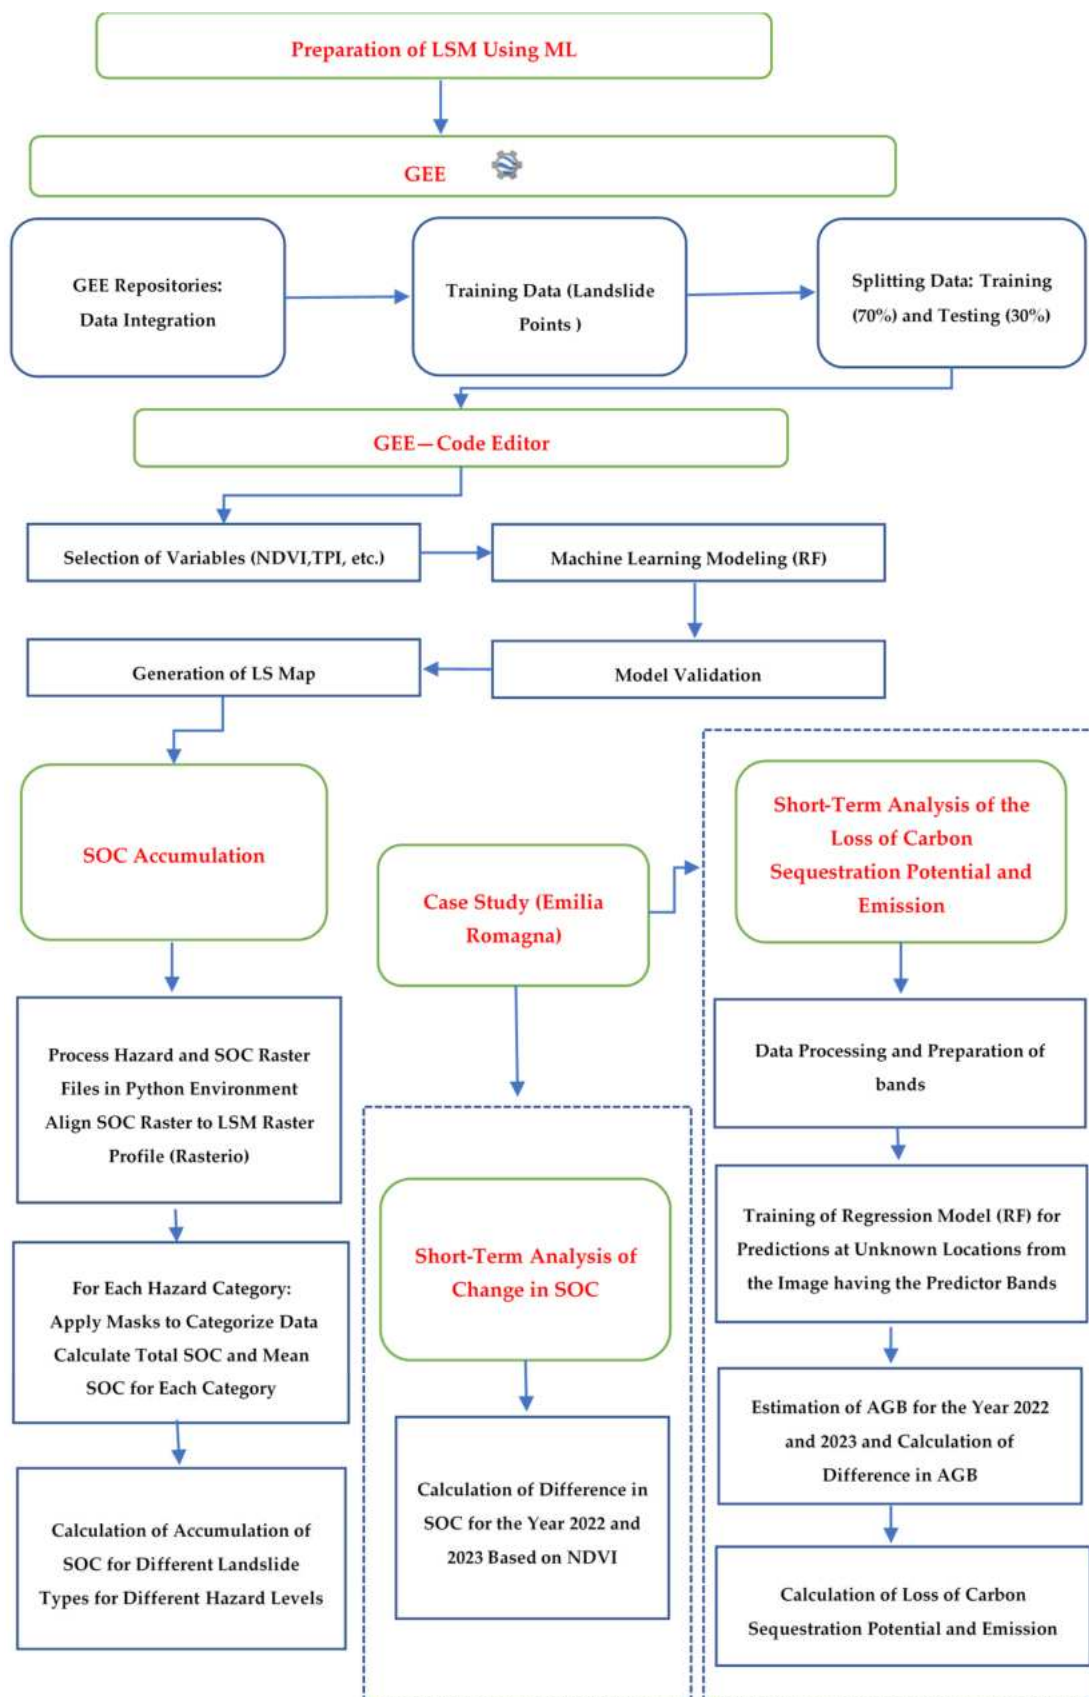 Preparation of LSM Using ML
GEE
GEE Repositories:
Data Integration
Training Data (Landslide
Points )
Splitting Data: Training
(70%) and Testing (30%)
GEE—Code Editor
Selection of Variables (NDVI,TPI, etc.)
Machine Learning Modeling (RF)
Generation of LS Map
Model Validation
SOC Accumulation
Process Hazard and SOC Raster
Files in Python Environment
Align SOC Raster to LSM Raster
Profile (Rasterio)
For Each Hazard Category:
Apply Masks to Categorize Data
Calculate Total SOC and Mean
SOC for Each Category
Calculation of Accumulation of
SOC for Different Landslide
Types for Different Hazard Levels
Case Study (Emilia
Romagna)
Short-Term Analysis of
Change in SOC
Calculation of Difference in
SOC for the Year 2022 and
2023 Based on NDVI
Short-Term Analysis of the
Loss of Carbon
Sequestration Potential and
Emission
Data Processing and Preparation of
bands
Training of Regression Model (RF) for
Predictions at Unknown Locations from
the Image having the Predictor Bands
Estimation of AGB for the Year 2022
and 2023 and Calculation of
Difference in AGB
Calculation of Loss of Carbon
Sequestration Potential and Emission